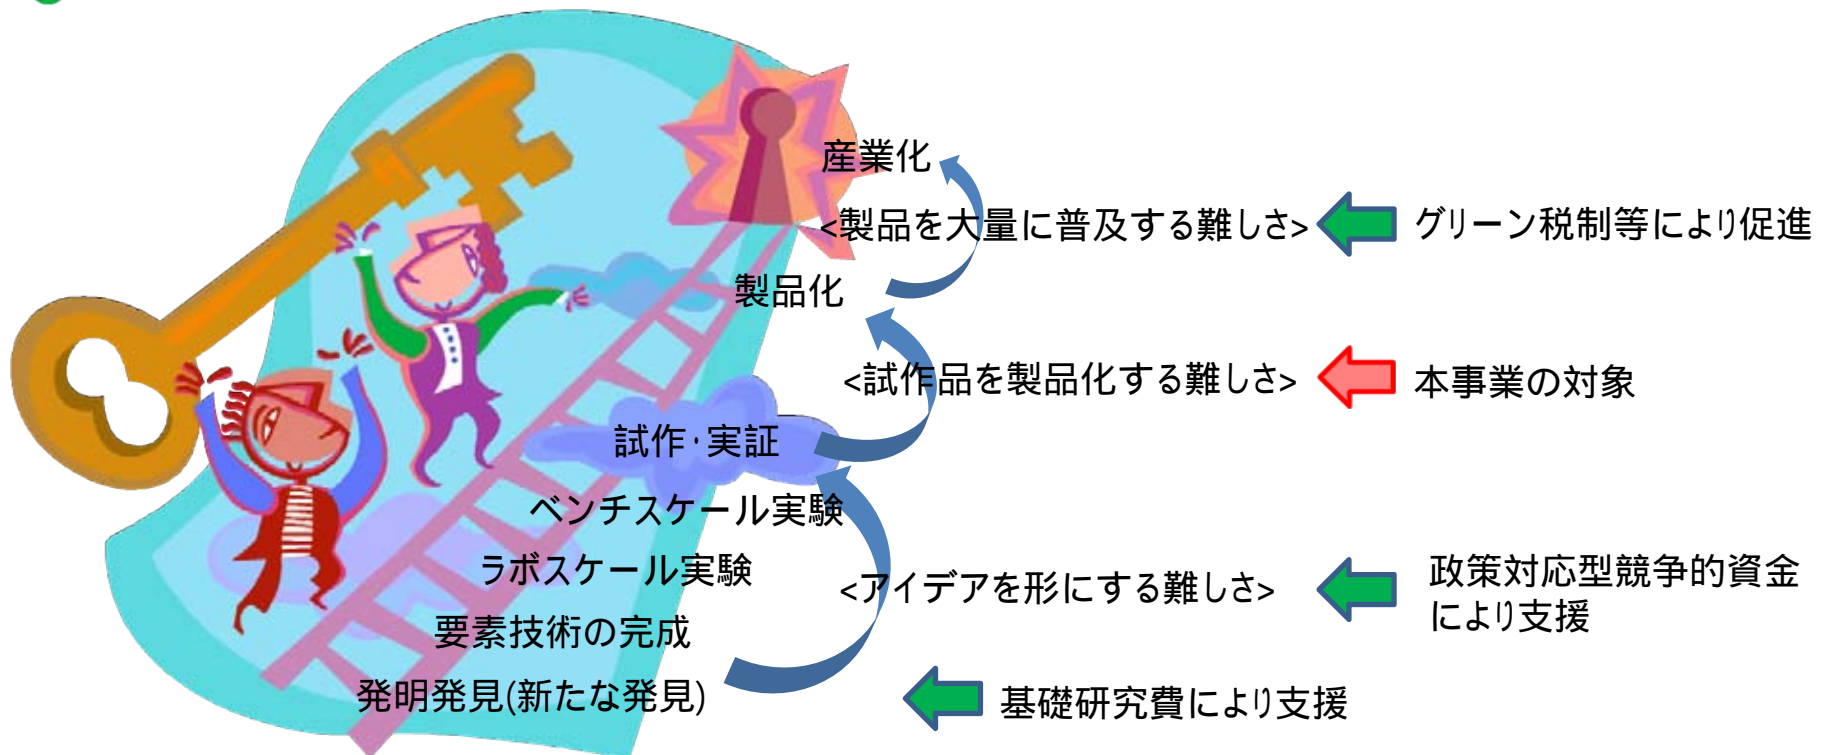 産業化
<製品を大量に普及する難しさ>
グリーン税制等により促進
製品化
<試作品を製品化する難しさ>
本事業の対象
試作・実証
ベンチスケール実験
ラボスケール実験
<アイデアを形にする難しさ>
政策対応型競争的資金
により支援
要素技術の完成
発明発見(新たな発見)
基礎研究費により支援